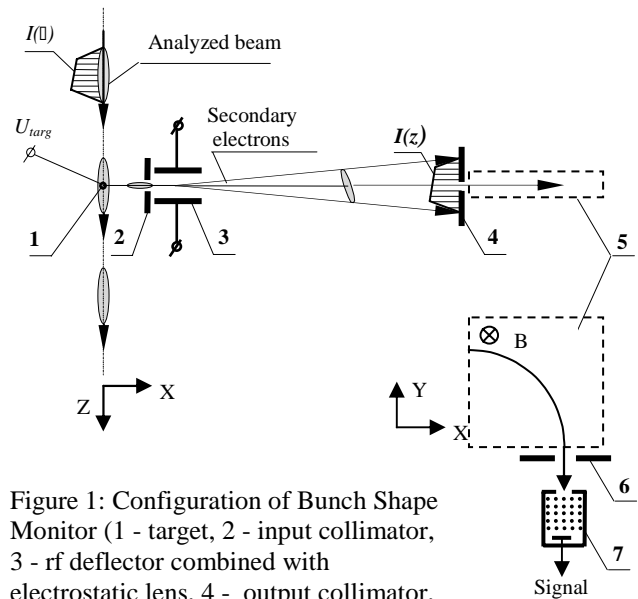 I(▯)
Analyzed beam
U targ
Secondary
electrons
I(z)
1
2
3
4
5
B
Z
X
Y
X
6
7
Signal
Figure 1: Configuration of Bunch Shape
Monitor (1 - target, 2 - input collimator,
3 - rf deflector combined with
electrostatic lens, 4 - output collimator,